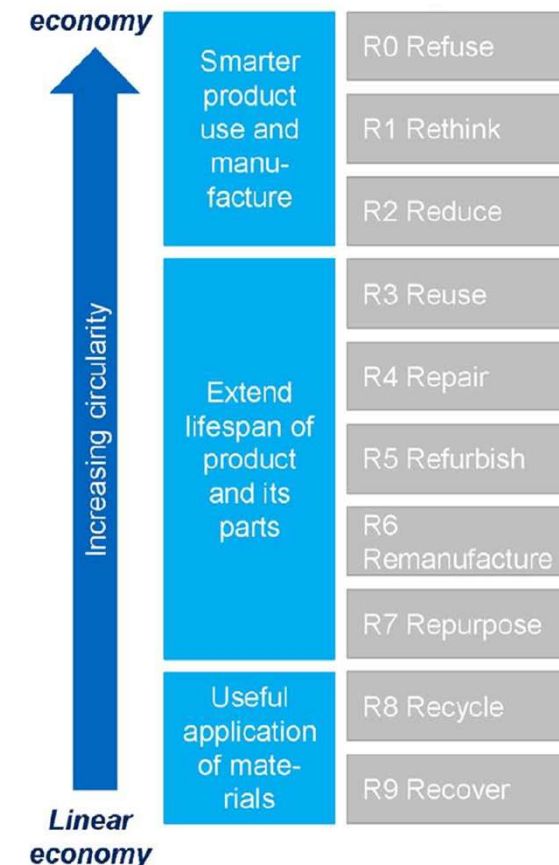 economy
Increasing circularity
Linear
economy
Smarter
product
use and
manu-
facture
R0 Refuse
R1 Rethink
R2 Reduce
Extend
lifespan of
product
and its
parts
R3 Reuse
R4 Repair
R5 Refurbish
R6
Remanufacture
R7 Repurpose
Useful
application
of mate-
rials
R8 Recycle
R9 Recover